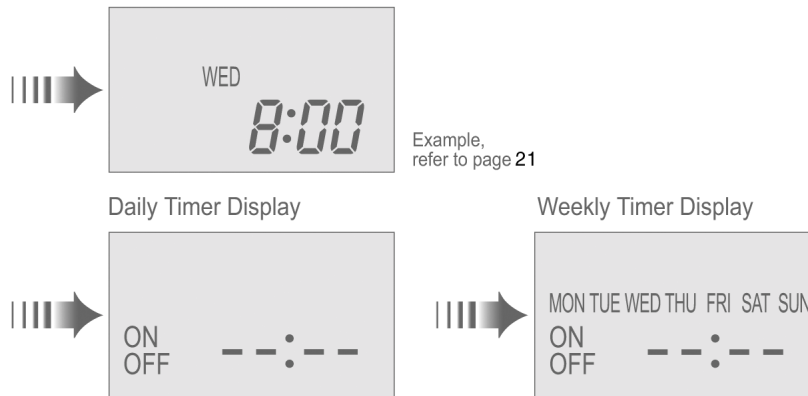 WED
8:00
Example,
refer to page 21
Daily Timer Display
Weekly Timer Display
ON
OFF --:--
MON TUE WED THU FRI SAT SUN
ON
OFF --:--